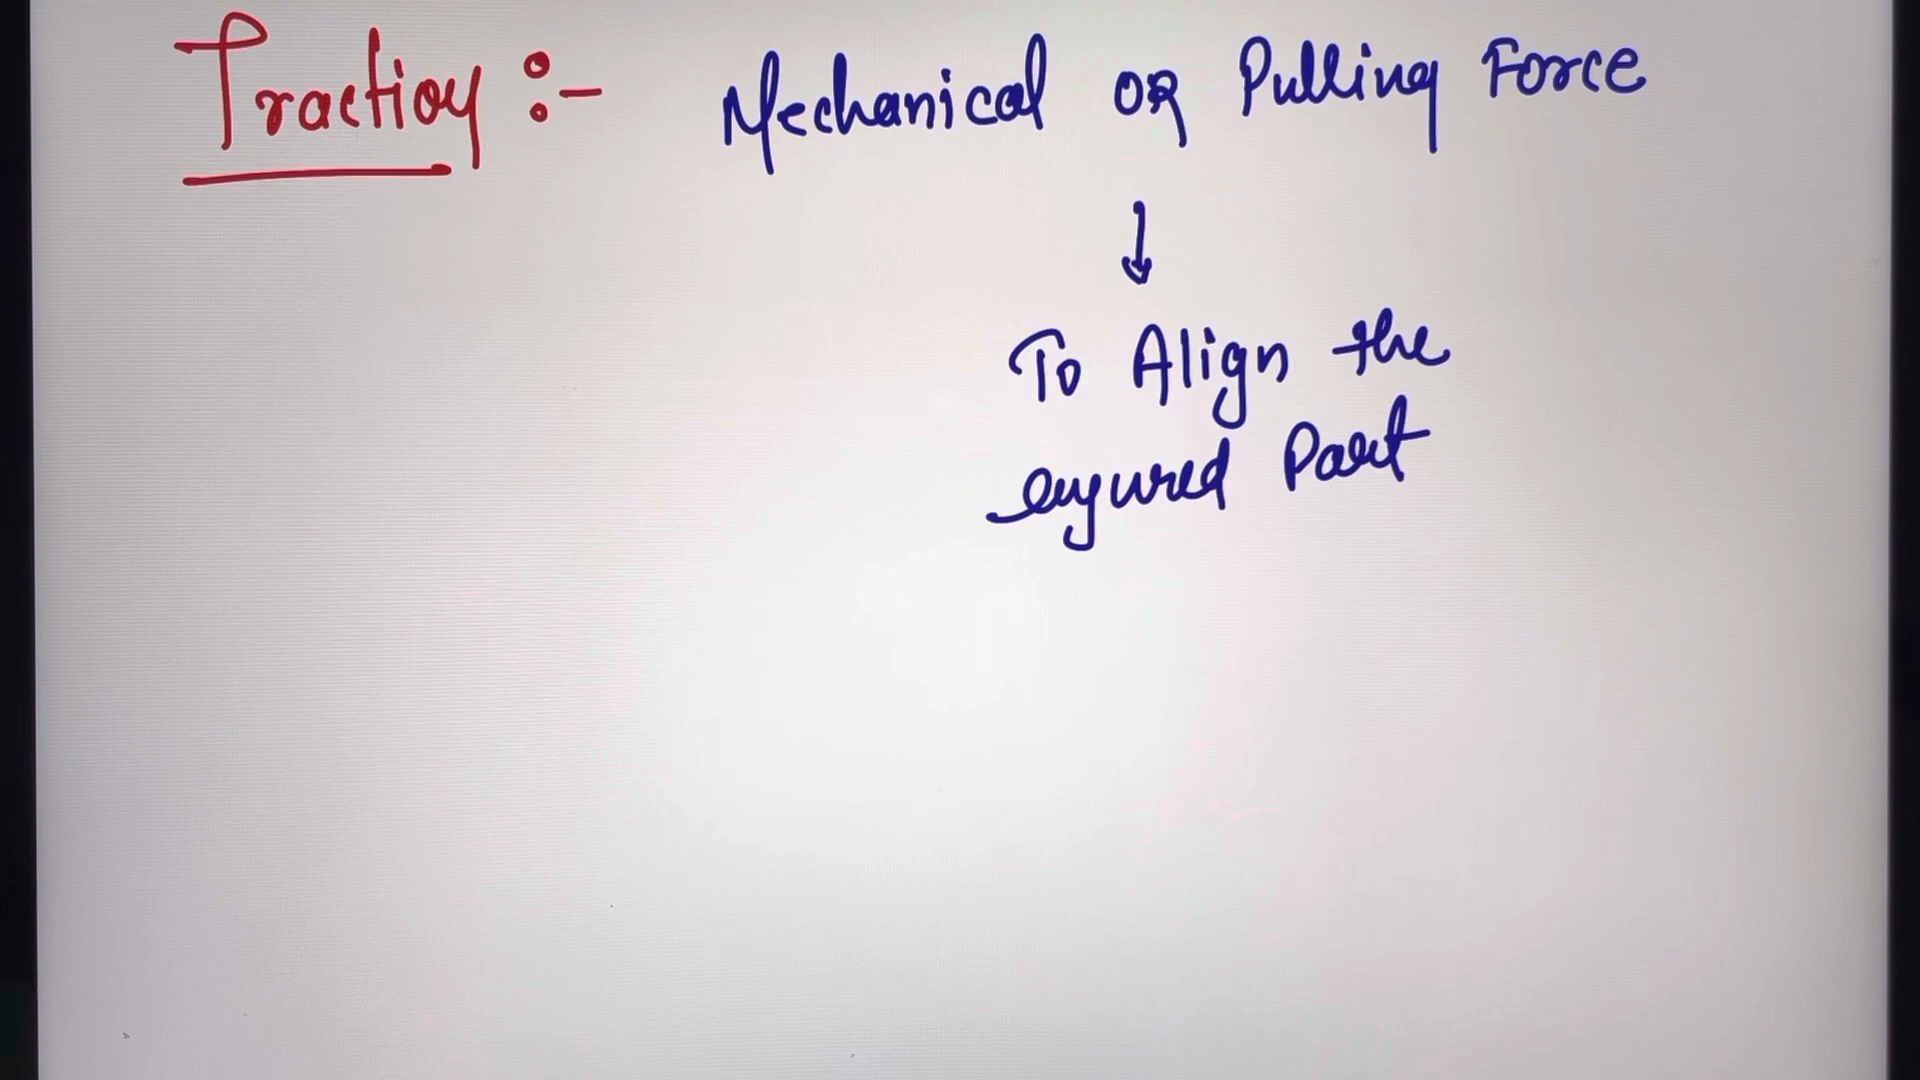 Traction :- Mechanical or Pulling Force
↓
To Align the
injured Part